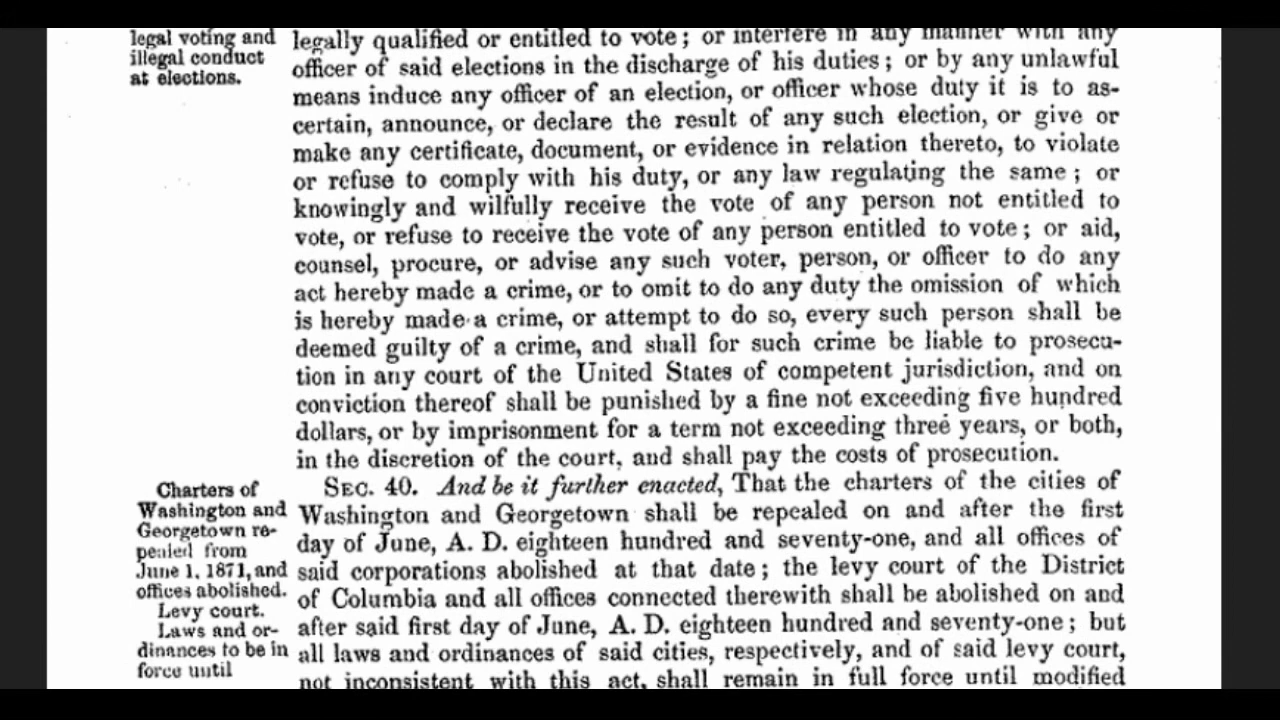 legal voting and
illegal conduct
at elections.
legally qualified or entitled to vote; or interfere in any manner with any
officer of said elections in the discharge of his duties; or by any unlawful
means induce any officer of an election, or officer whose duty it is to as-
certain, announce, or declare the result of any such election, or give or
make any certificate, document, or evidence in relation thereto, to violate
or refuse to comply with his duty, or any law regulating the same; or
knowingly and wilfully receive the vote of any person not entitled to
vote, or refuse to receive the vote of any person entitled to vote; or aid,
counsel, procure, or advise any such voter, person, or officer to do any
act hereby made a crime, or to omit to do any duty the omission of which
is hereby made a crime, or attempt to do so, every such person shall be
deemed guilty of a crime, and shall for such crime be liable to prosecu-
tion in any court of the United States of competent jurisdiction, and on
conviction thereof shall be punished by a fine not exceeding five hundred
dollars, or by imprisonment for a term not exceeding three years, or both,
in the discretion of the court, and shall pay the costs of prosecution.
Charters of
Washington and
Georgetown re-
pealed from
June 1, 1871, and
offices abolished.
Levy court.
Laws and or-
dinances to be in
force until
SEC. 40. And be it further enacted, That the charters of the cities of
Washington and Georgetown shall be repealed on and after the first
day of June, A. D. eighteen hundred and seventy-one, and all offices of
said corporations abolished at that date; the levy court of the District
of Columbia and all offices connected therewith shall be abolished on and
after said first day of June, A. D. eighteen hundred and seventy-one; but
all laws and ordinances of said cities, respectively, and of said levy court,
not inconsistent with this act, shall remain in full force until modified